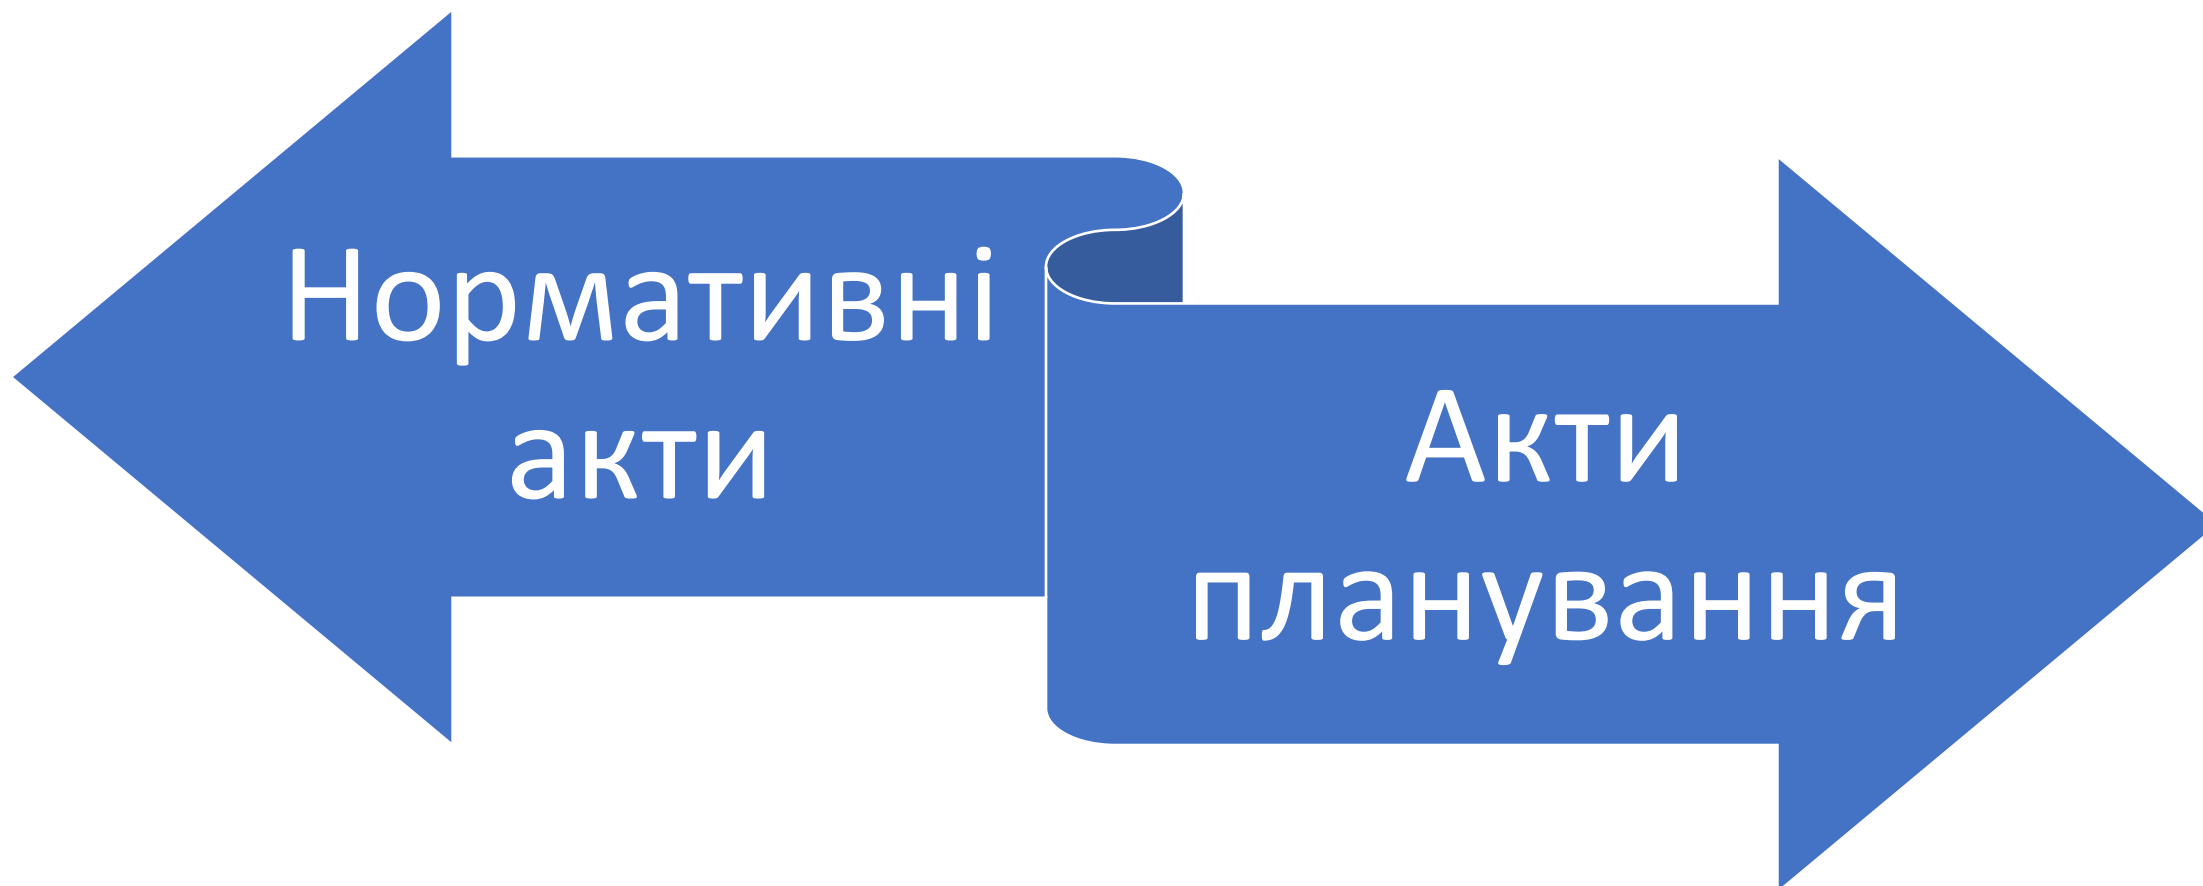 Нормативні
акти
Акти
планування